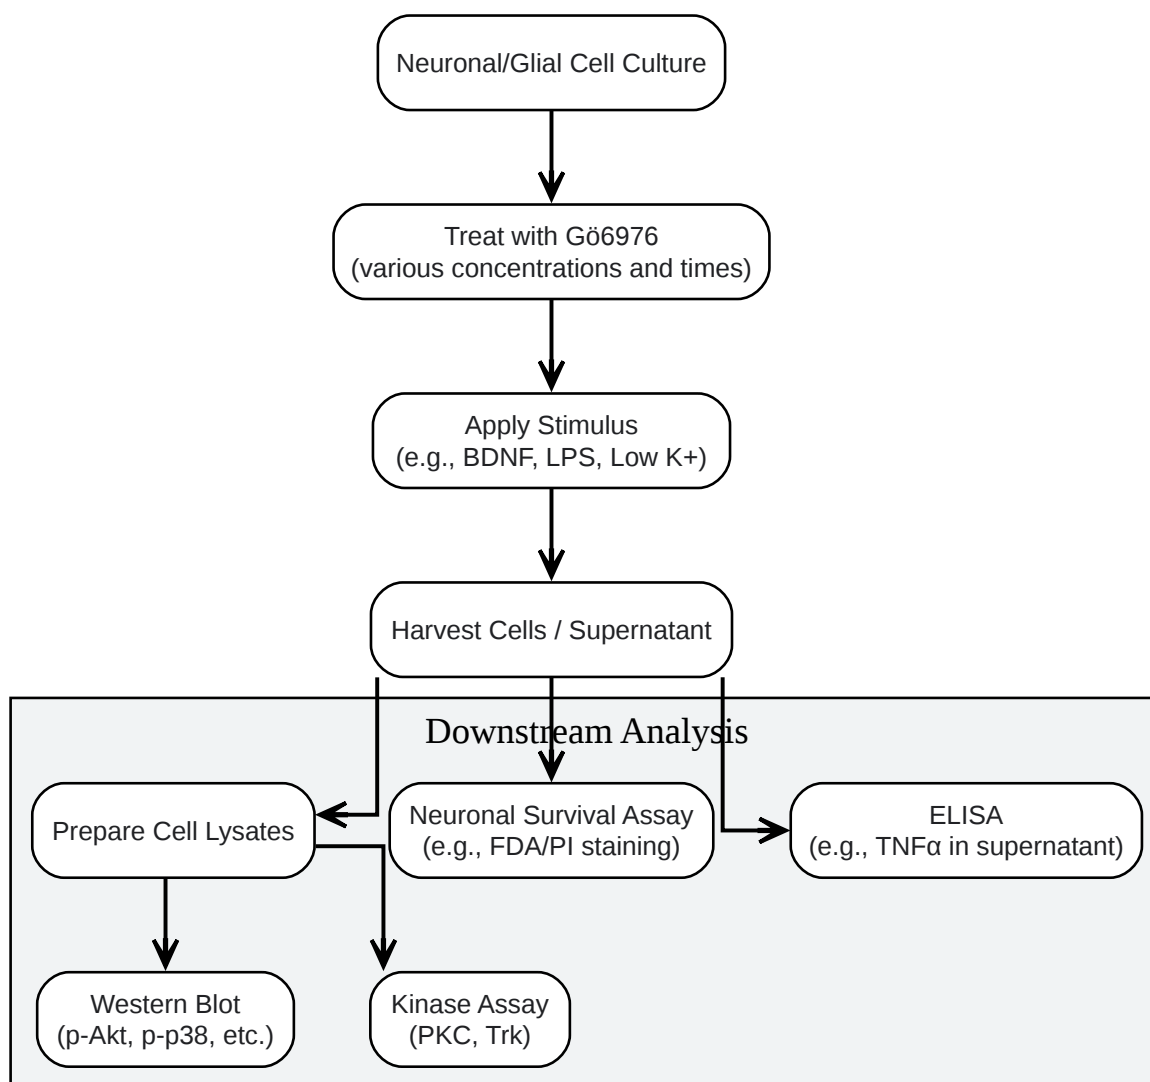 Neuronal/Glial Cell Culture
Treat with Gö6976
(various concentrations and times)
Apply Stimulus
(e.g., BDNF, LPS, Low K+)
Harvest Cells / Supernatant
Downstream Analysis
Prepare Cell Lysates
Neuronal Survival Assay
(e.g., FDA/PI staining)
ELISA
(e.g., TNFα in supernatant)
Western Blot
(p-Akt, p-p38, etc.)
Kinase Assay
(PKC, Trk)